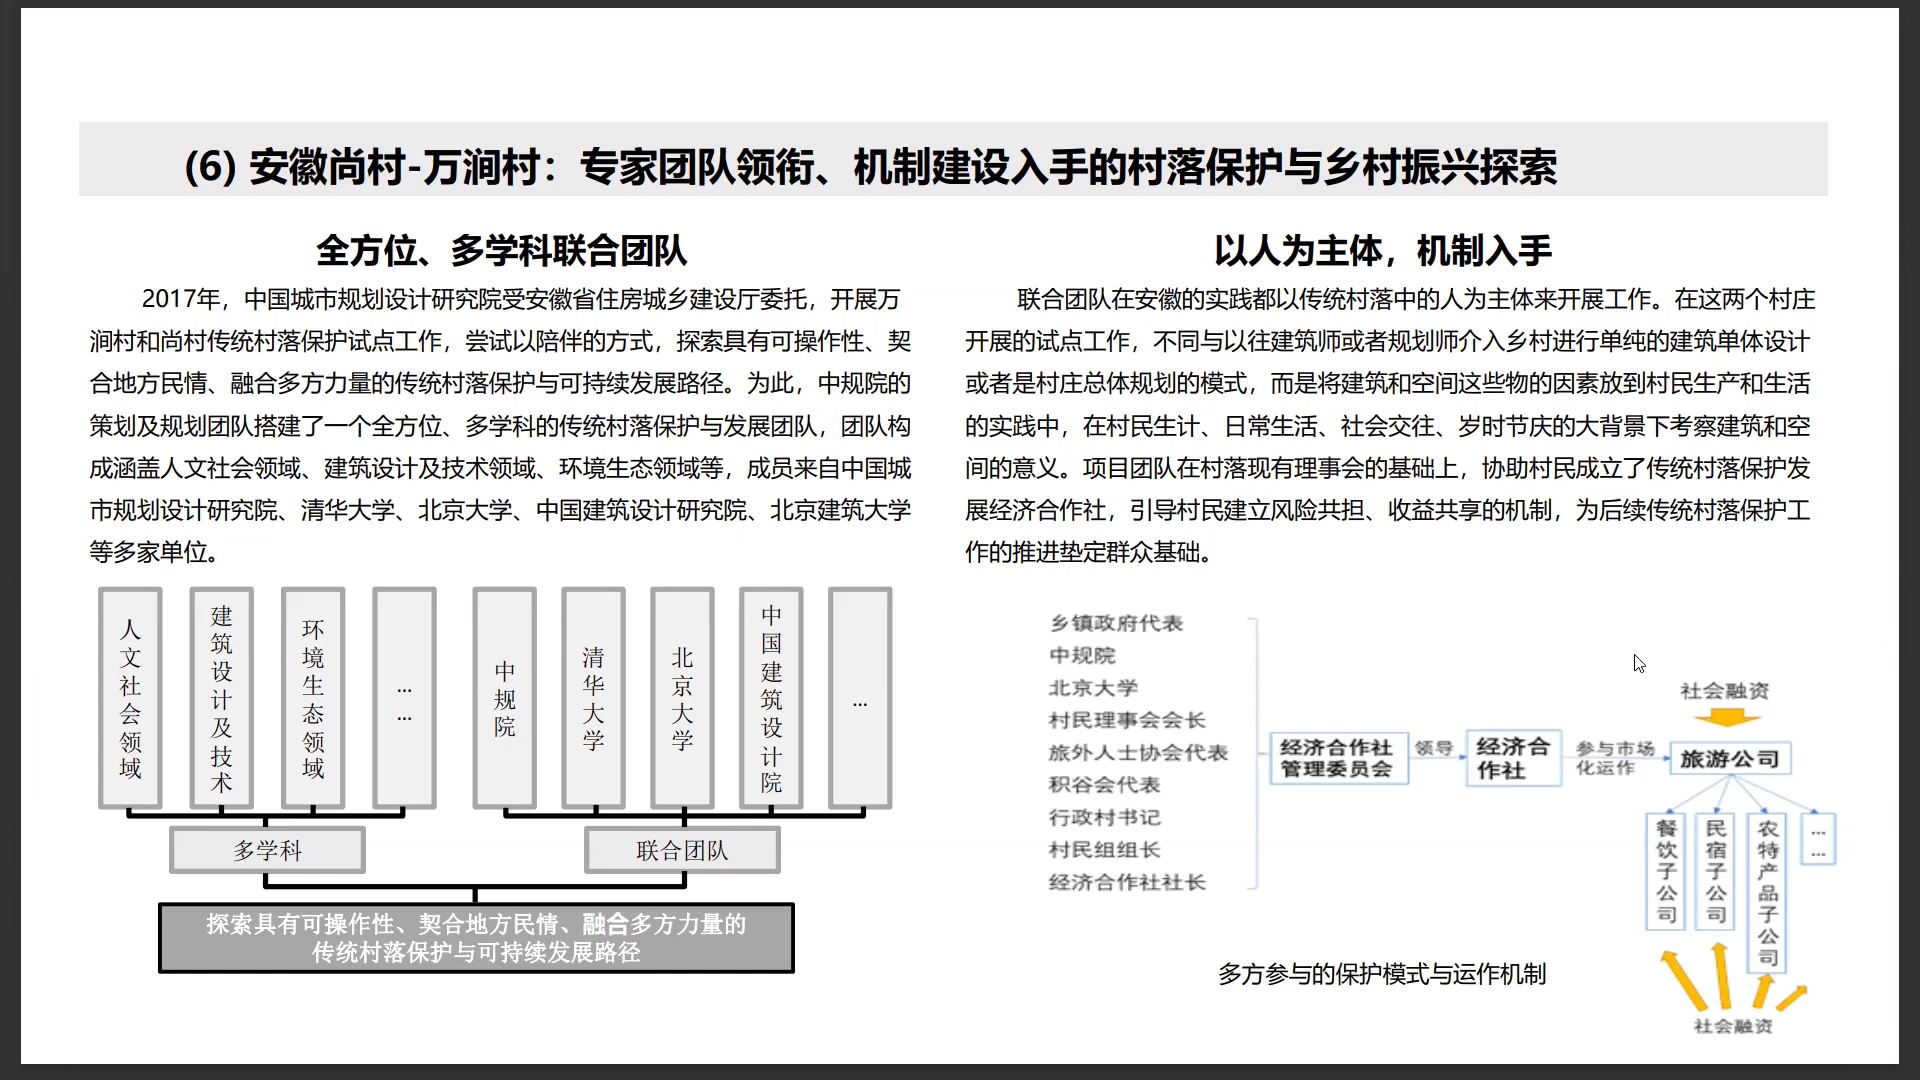 (6) 安徽尚村-万涧村：专家团队领衔、机制建设入手的村落保护与乡村振兴探索
全方位、多学科联合团队
2017年，中国城市规划设计研究院受安徽省住房城乡建设厅委托，开展万
涧村和尚村传统村落保护试点工作，尝试以陪伴的方式，探索具有可操作性、契
合地方民情、融合多方力量的传统村落保护与可持续发展路径。为此，中规院的
策划及规划团队搭建了一个全方位、多学科的传统村落保护与发展团队，团队构
成涵盖人文社会领域、建筑设计及技术领域、环境生态领域等，成员来自中国城
市规划设计研究院、清华大学、北京大学、中国建筑设计研究院、北京建筑大学
等多家单位。
人文社会领域
建筑设计及技术
环境生态领域
... ...
中规院
清华大学
北京大学
中国建筑设计院
...
多学科
联合团队
探索具有可操作性、契合地方民情、融合多方力量的
传统村落保护与可持续发展路径
以人为主体，机制入手
联合团队在安徽的实践都以传统村落中的人为主体来开展工作。在这两个村庄
开展的试点工作，不同与以往建筑师或者规划师介入乡村进行单纯的建筑单体设计
或者是村庄总体规划的模式，而是将建筑和空间这些物的因素放到村民生产和生活
的实践中，在村民生计、日常生活、社会交往、岁时节庆的大背景下考察建筑和空
间的意义。项目团队在村落现有理事会的基础上，协助村民成立了传统村落保护发
展经济合作社，引导村民建立风险共担、收益共享的机制，为后续传统村落保护工
作的推进垫定群众基础。
乡镇政府代表
中规院
北京大学
村民理事会会长
旅外人士协会代表
积谷会代表
行政村书记
村民组组长
经济合作社社长
经济合作社
管理委员会
领导
经济合
作社
参与市场
化运作
社会融资
旅游公司
餐饮子公司
民宿子公司
农特产品子公司
... ...
社会融资
多方参与的保护模式与运作机制